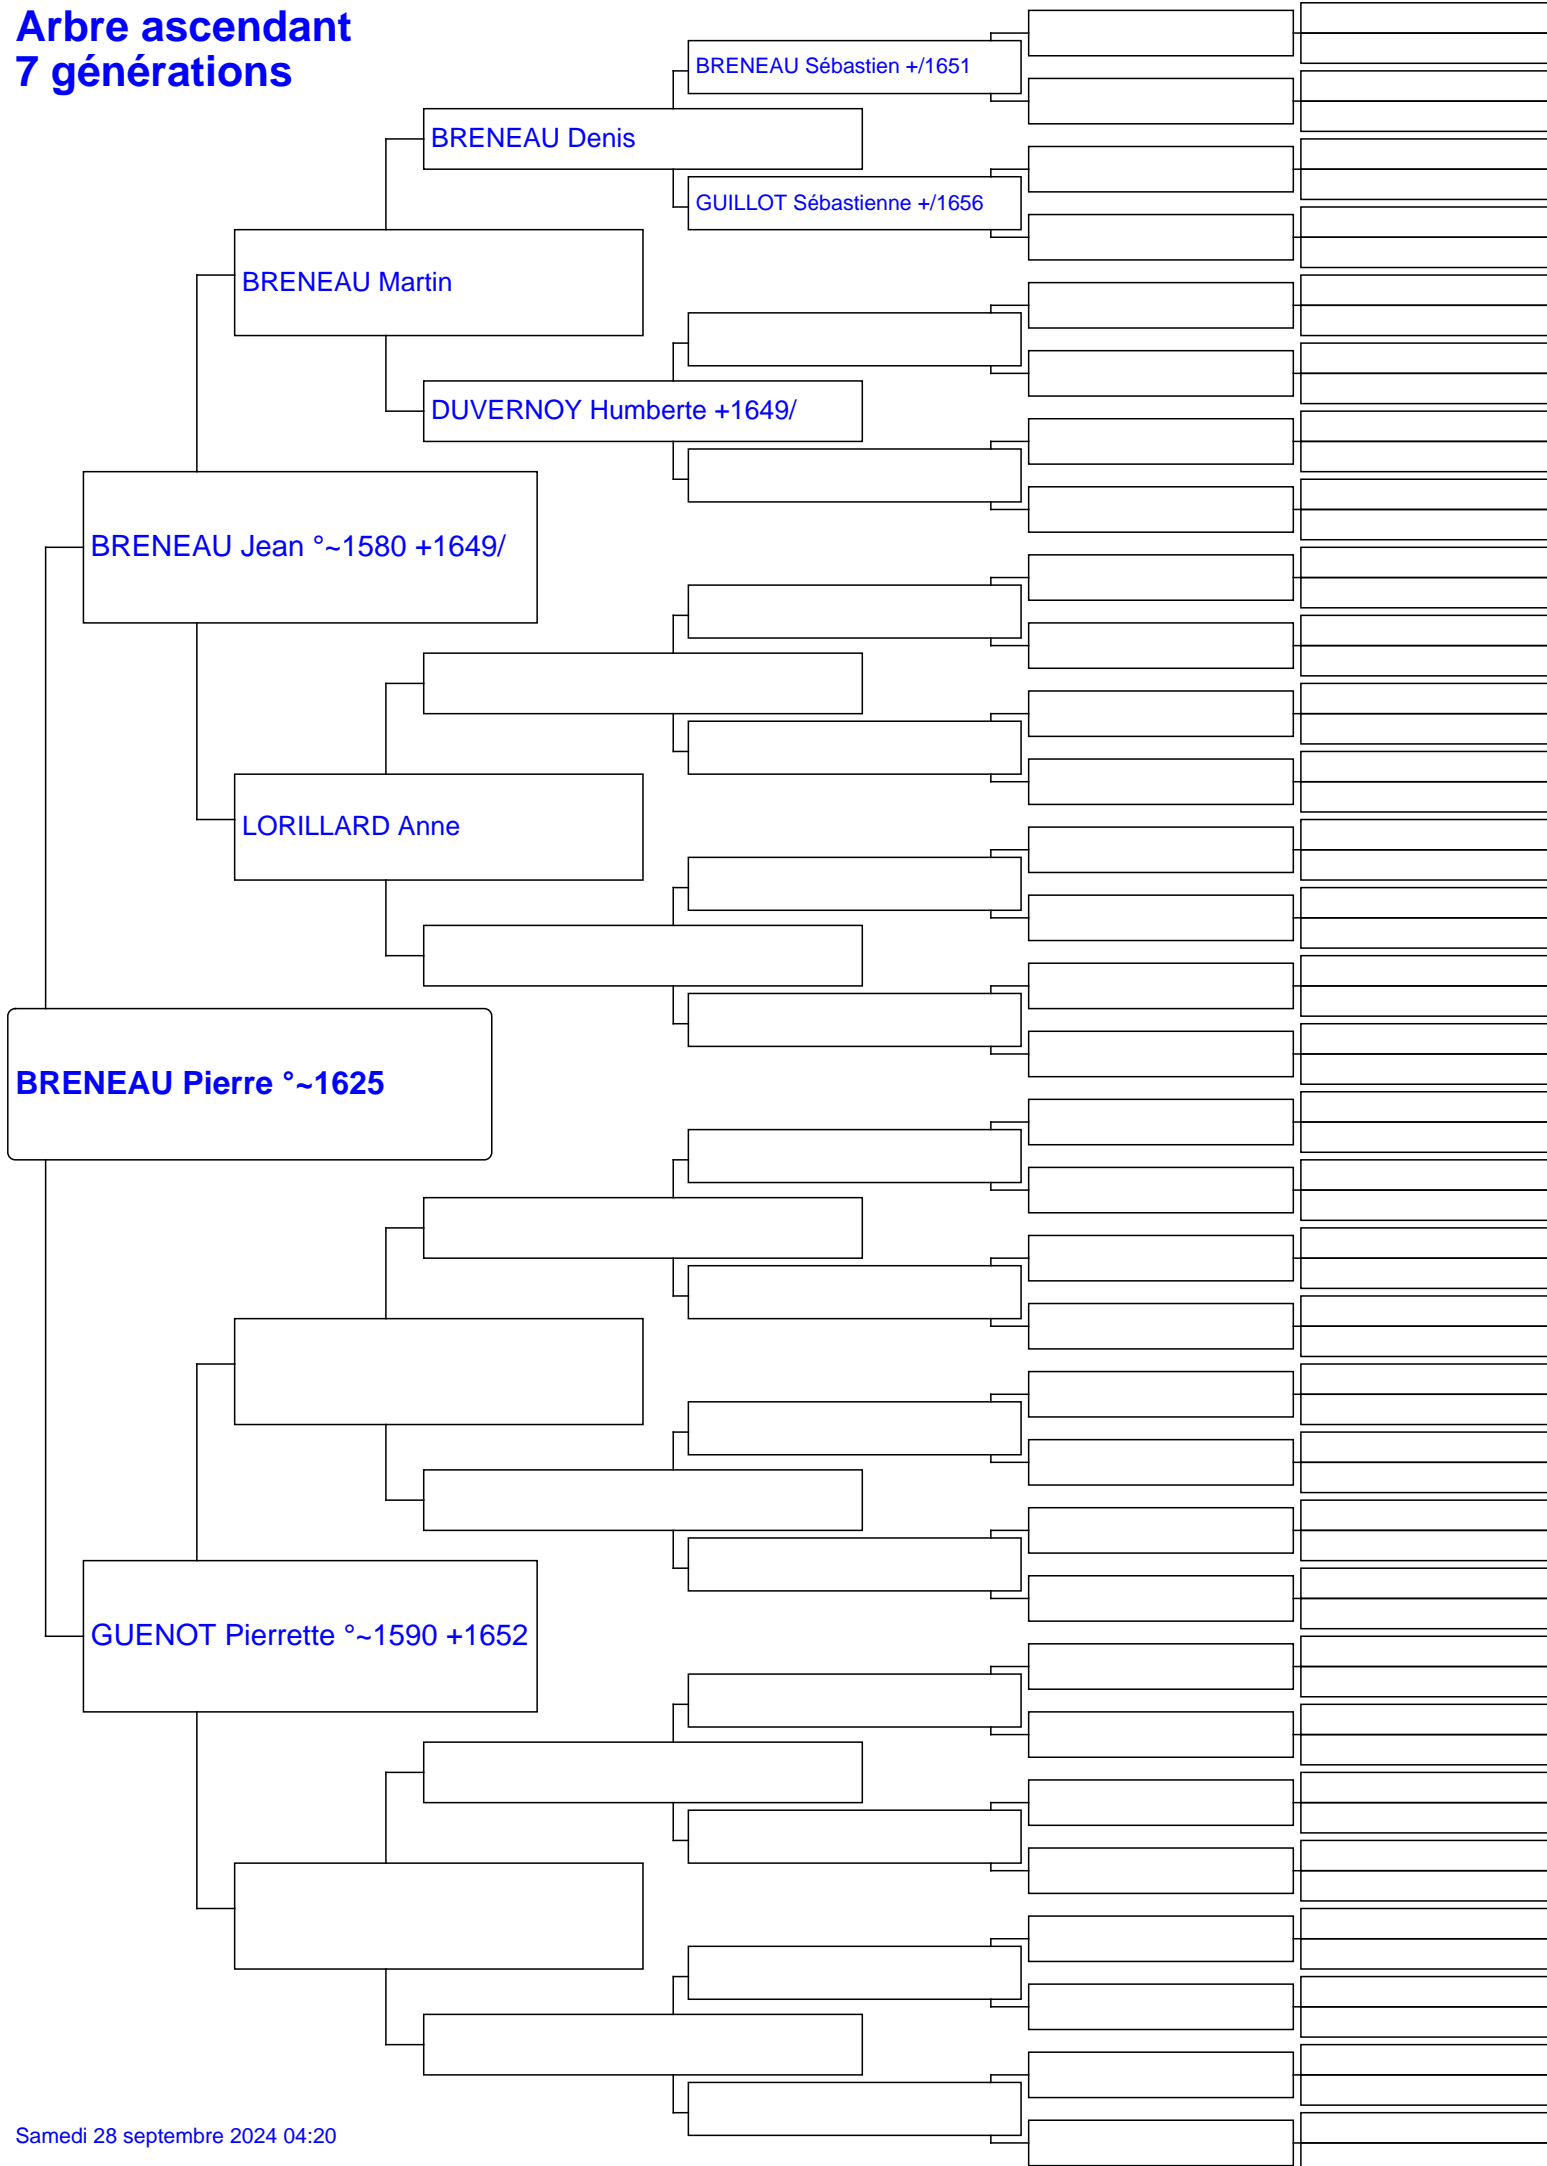 Arbre ascendant
7 générations
BRENEAU Sébastien +/1651
BRENEAU Denis
GUILLOT Sébastienne +/1656
BRENEAU Martin
DUVERNOY Humberte +1649/
BRENEAU Jean °~1580 +1649/
LORILLARD Anne
BRENEAU Pierre °~1625
GUENOT Pierrette °~1590 +1652
Samedi 28 septembre 2024 04:20